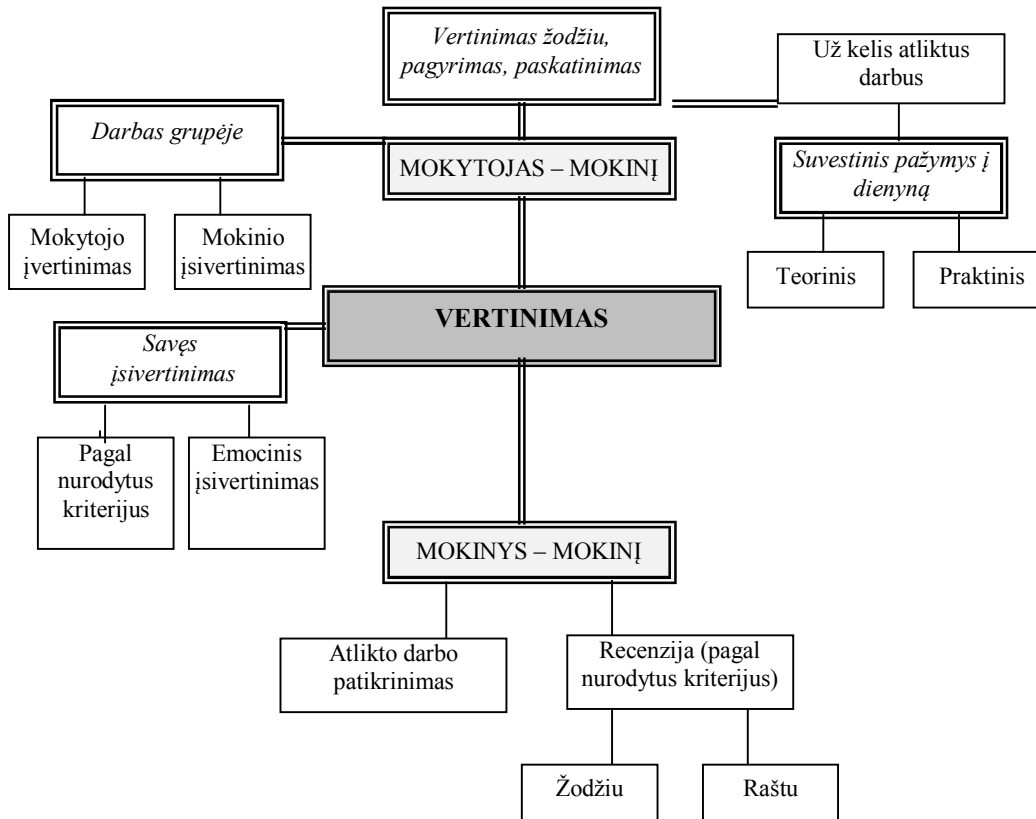 Vertinimas žodžiu,
pagyrimas, paskatinimas
Už kelis atliktus
darbus
Darbas grupėje
MOKYTOJAS – MOKINĮ
Suvestinis pažymys į
dienyną
Mokytojo
įvertinimas
Mokinio
įsivertinimas
Teorinis
Praktinis
VERTINIMAS
Savęs
įsivertinimas
Pagal
nurodytus
kriterijus
Emocinis
įsivertinimas
MOKINYS – MOKINĮ
Atlikto darbo
patikrinimas
Recenzija (pagal
nurodytus kriterijus)
Žodžiu
Raštu